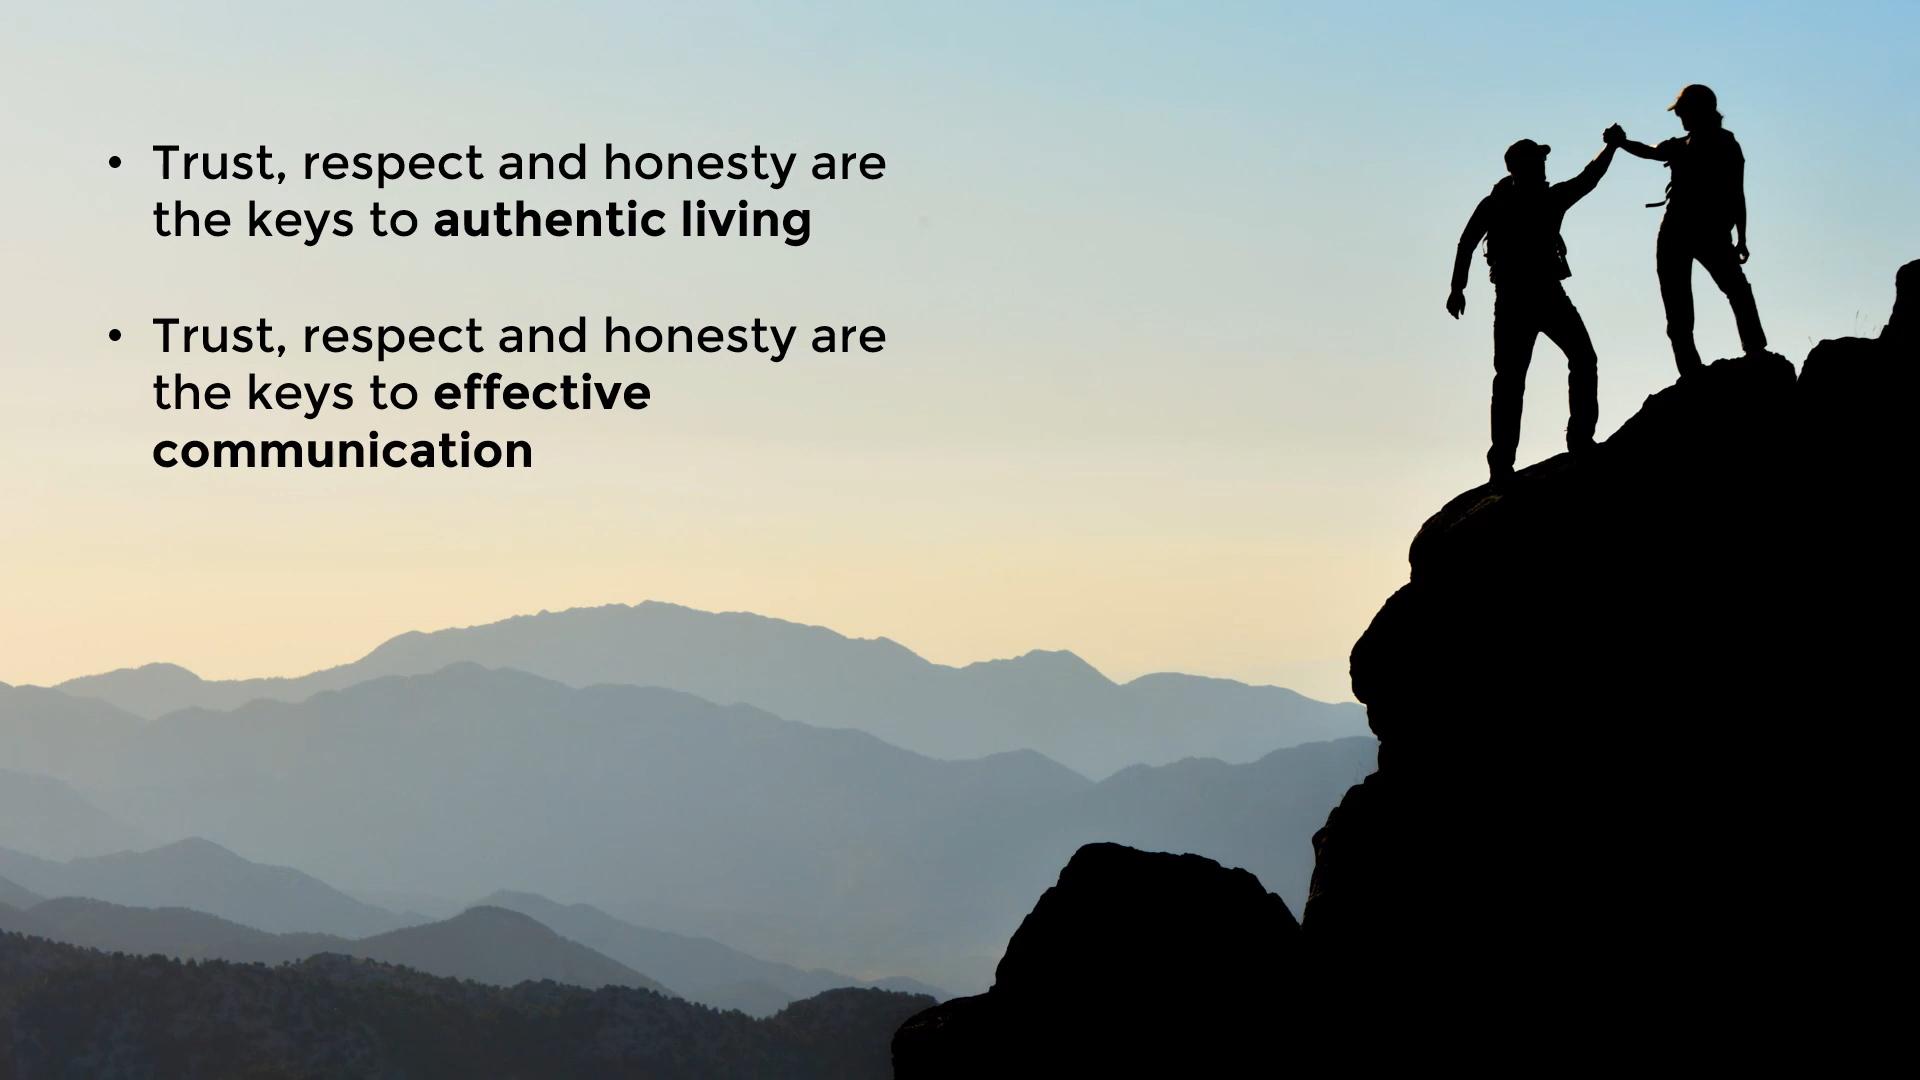 • Trust, respect and honesty are
the keys to authentic living
• Trust, respect and honesty are
the keys to effective
communication